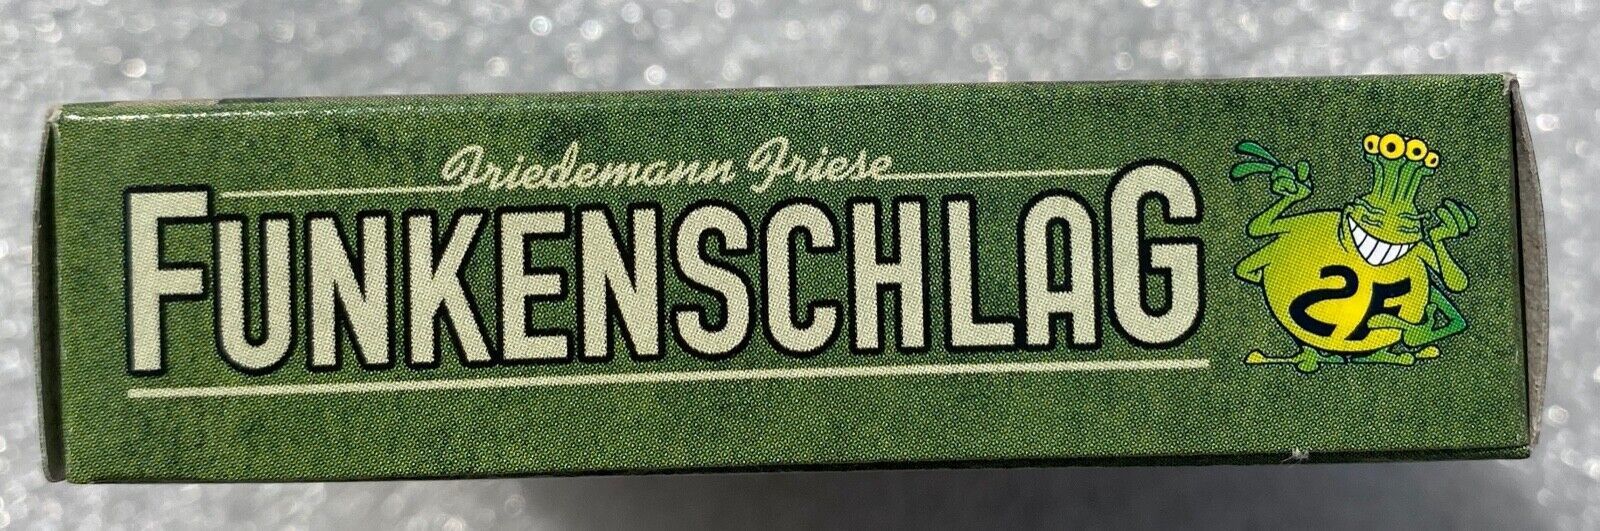 Friedemann Friese
FUNKENSCHLAG
2F